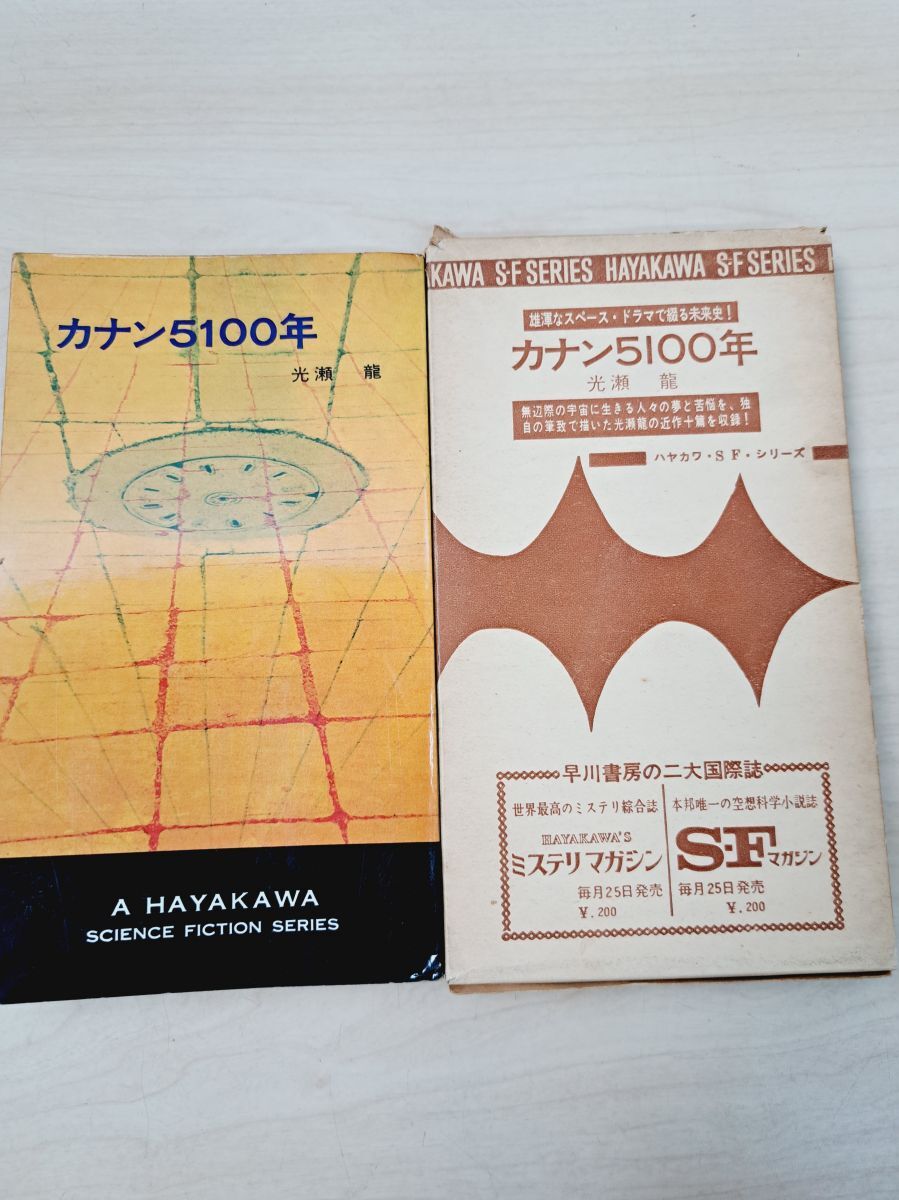 カナン5100年
光瀬 龍
A HAYAKAWA
SCIENCE FICTION SERIES
KAWA S-F SERIES HAYAKAWA S-F SERIES
雄渾なスペース・ドラマで綴る未来史!
カナン5100年
光瀬 龍
無辺際の宇宙に生きる人々の夢と苦悩を、独
自の筆致で描いた光瀬龍の近作十篇を収録!
ハヤカワ・SF・シリーズ
早川書房の二大国際誌
世界最高のミステリ綜合誌
HAYAKAWA'S
ミステリマガジン
毎月25日発売
¥.200
本邦唯一の空想科学小説誌
S-Fマガジン
毎月25日発売
¥.200